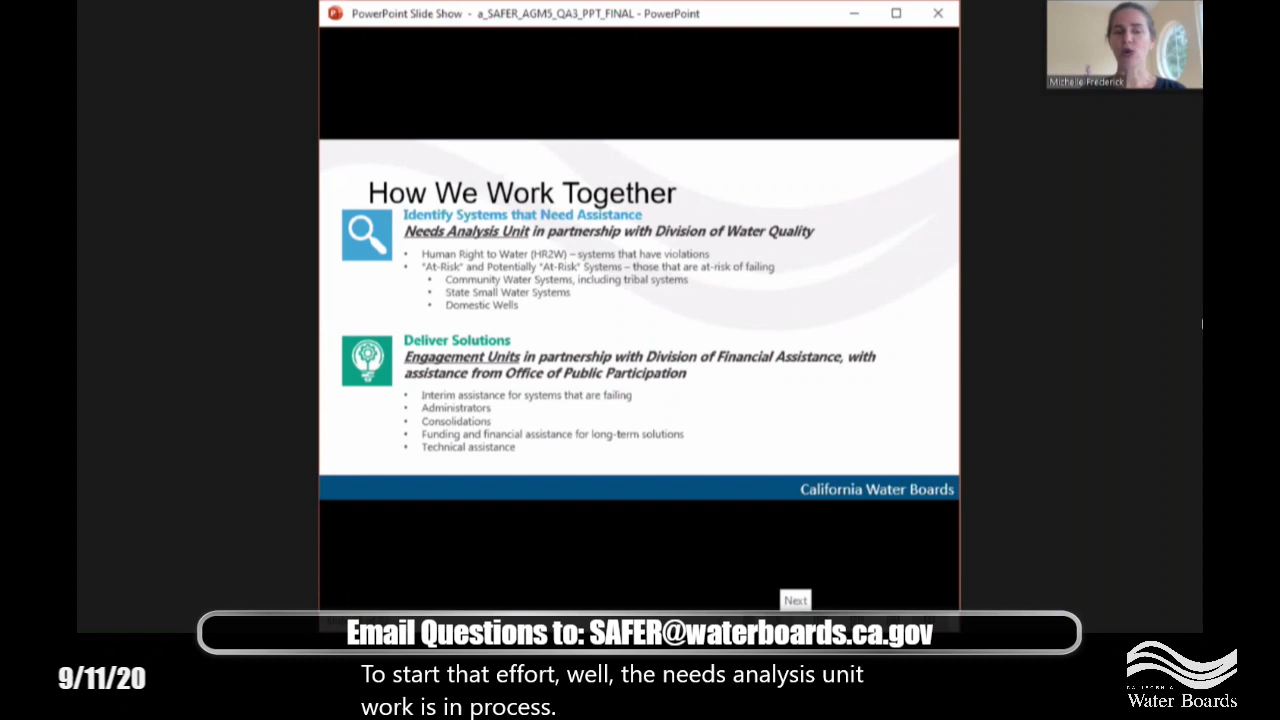 PowerPoint Slide Show - a_SAFER_AGM5_QA3_PPT_FINAL - PowerPoint
Michelle Frederick
How We Work Together
Identify Systems that Need Assistance
Needs Analysis Unit in partnership with Division of Water Quality
• Human Right to Water (HR2W) – systems that have violations
• "At-Risk" and Potentially "At-Risk" Systems – those that are at-risk of failing
• Community Water Systems, including tribal systems
• State Small Water Systems
• Domestic Wells
Deliver Solutions
Engagement Units in partnership with Division of Financial Assistance, with
assistance from Office of Public Participation
• Interim assistance for systems that are failing
• Administrators
• Consolidations
• Funding and financial assistance for long-term solutions
• Technical assistance
California Water Boards
Next
Email Questions to: SAFER@waterboards.ca.gov
9/11/20
To start that effort, well, the needs analysis unit
work is in process.
CALIFORNIA
Water Boards